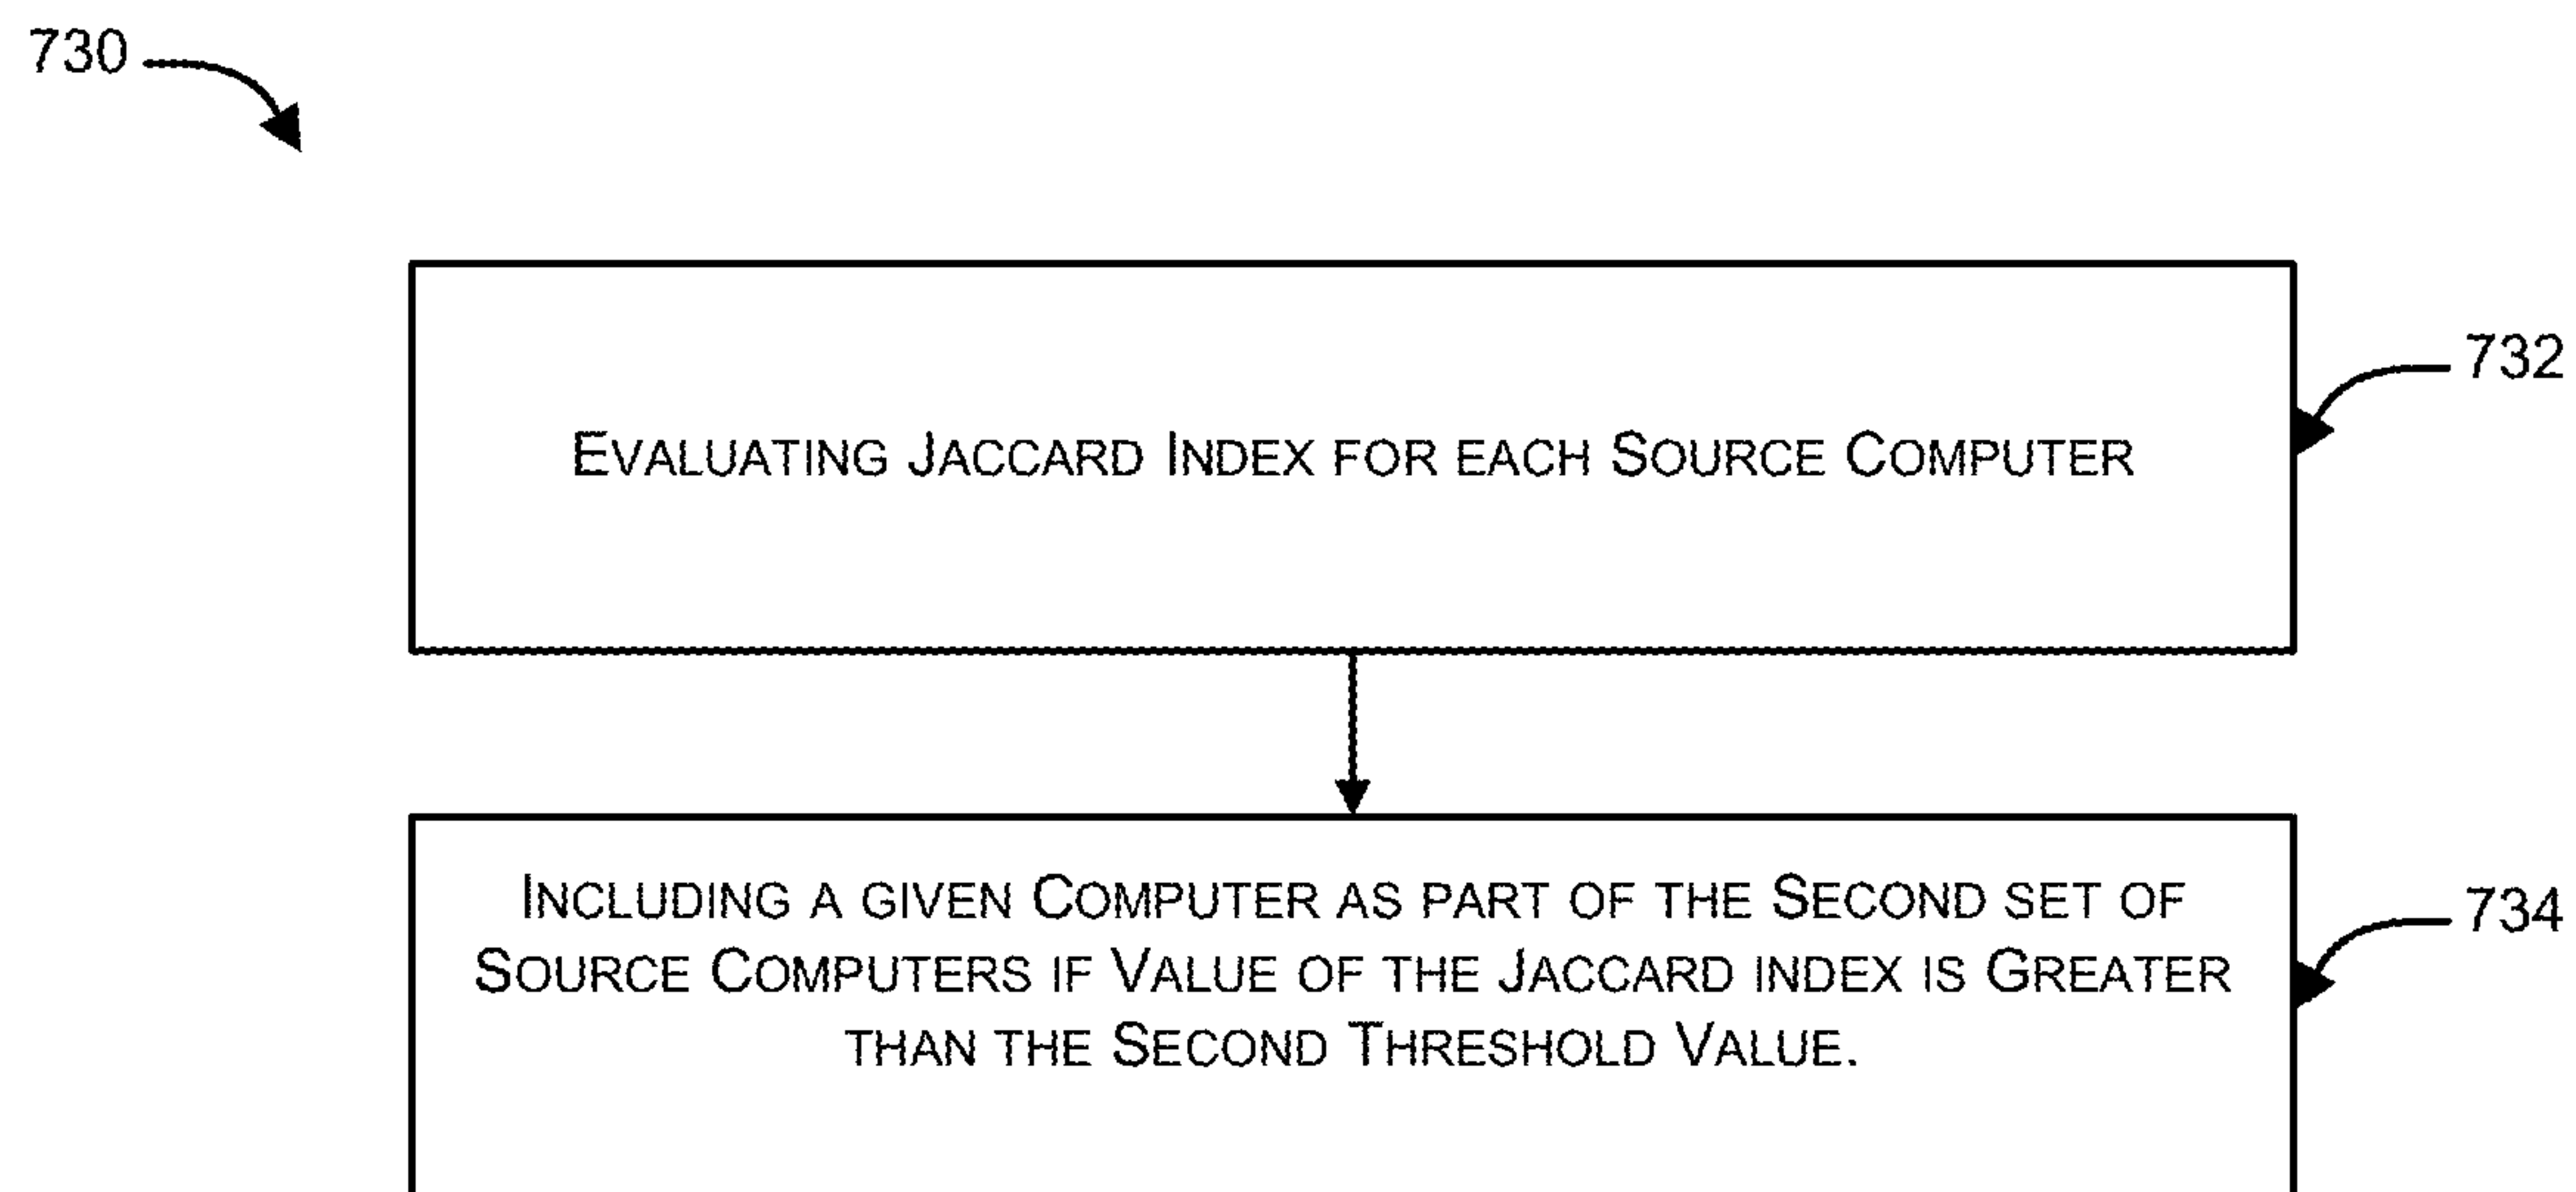 730
EVALUATING JACCARD INDEX FOR EACH SOURCE COMPUTER
732
INCLUDING A GIVEN COMPUTER AS PART OF THE SECOND SET OF
SOURCE COMPUTERS IF VALUE OF THE JACCARD INDEX IS GREATER
THAN THE SECOND THRESHOLD VALUE.
734